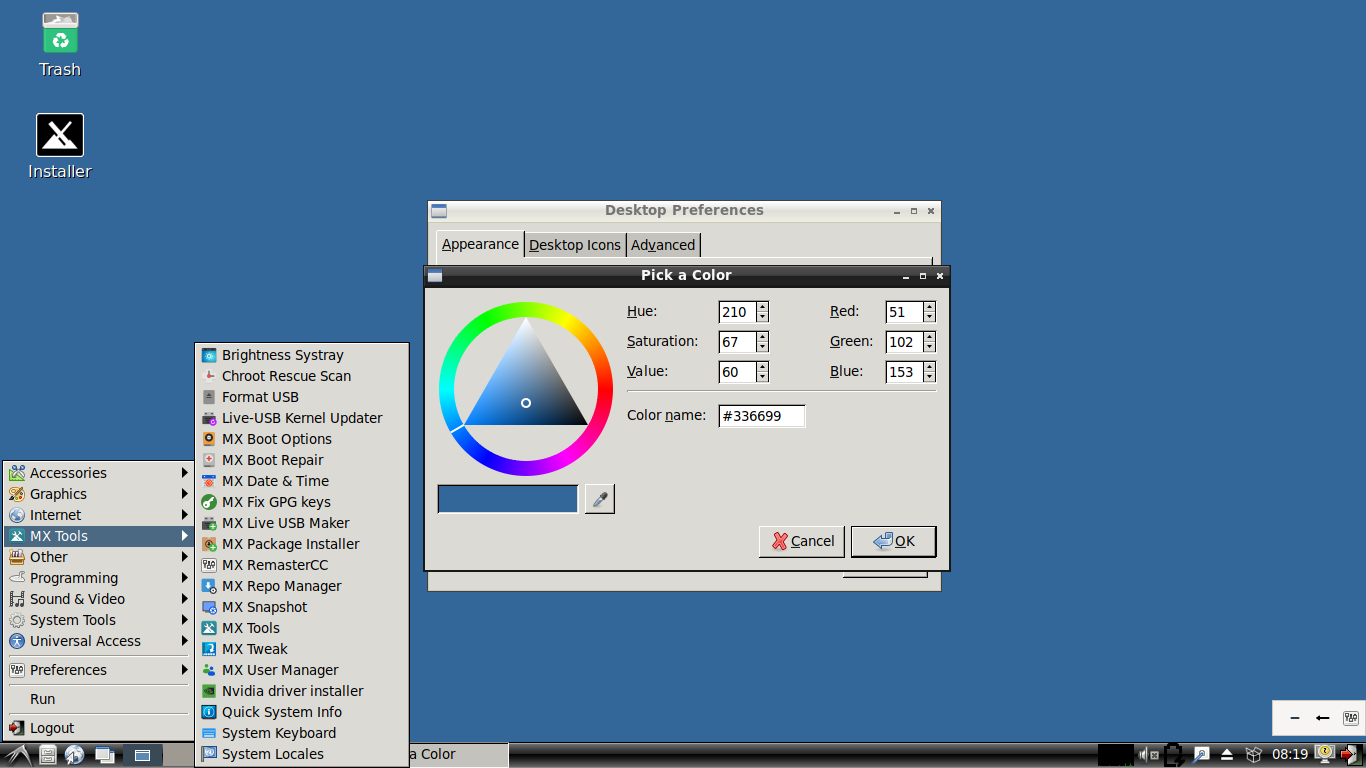 Trash
Installer
Desktop Preferences
Appearance
Desktop Icons
Advanced
Pick a Color
Hue:
210
Red:
51
Saturation:
67
Green:
102
Value:
60
Blue:
153
Color name:
#336699
Cancel
OK
Brightness Systray
Chroot Rescue Scan
Format USB
Live-USB Kernel Updater
MX Boot Options
MX Boot Repair
MX Date & Time
MX Fix GPG keys
MX Live USB Maker
MX Package Installer
MX RemasterCC
MX Repo Manager
MX Snapshot
MX Tools
MX Tweak
MX User Manager
Nvidia driver installer
Quick System Info
System Keyboard
System Locales
Accessories
Graphics
Internet
MX Tools
Other
Programming
Sound & Video
System Tools
Universal Access
Preferences
Run
Logout
a Color
08:19